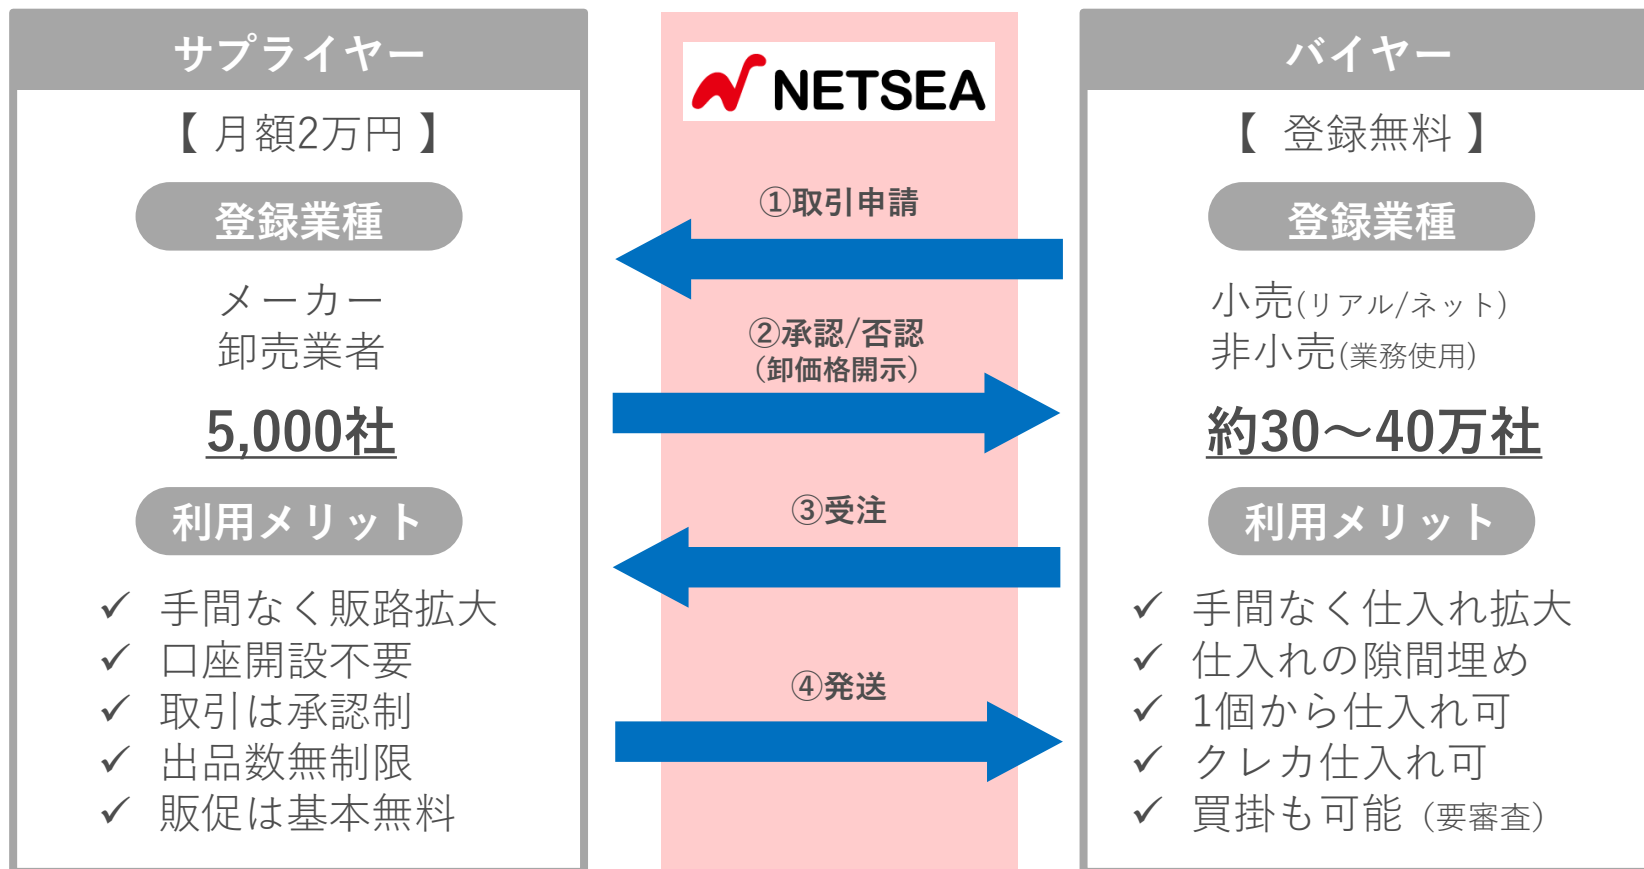 サプライヤー
【 月額2万円 】
登録業種
メーカー
卸売業者
5,000社
利用メリット
✓ 手間なく販路拡大
✓ 口座開設不要
✓ 取引は承認制
✓ 出品数無制限
✓ 販促は基本無料
NETSEA
①取引申請
②承認/否認
（卸価格開示）
③受注
④発送
バイヤー
【 登録無料 】
登録業種
小売(リアル/ネット)
非小売(業務使用)
約30～40万社
利用メリット
✓ 手間なく仕入れ拡大
✓ 仕入れの隙間埋め
✓ 1個から仕入れ可
✓ クレカ仕入れ可
✓ 買掛も可能（要審査）